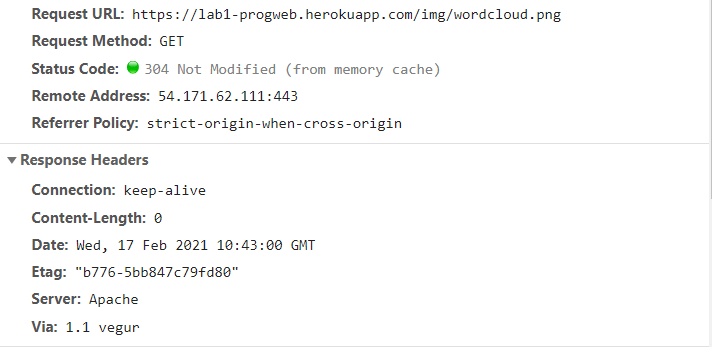 Request URL: https://lab1-progweb.herokuapp.com/img/wordcloud.png
Request Method: GET
Status Code: 304 Not Modified (from memory cache)
Remote Address: 54.171.62.111:443
Referrer Policy: strict-origin-when-cross-origin
Response Headers
Connection: keep-alive
Content-Length: 0
Date: Wed, 17 Feb 2021 10:43:00 GMT
Etag: "b776-5bb847c79fd80"
Server: Apache
Via: 1.1 vegur